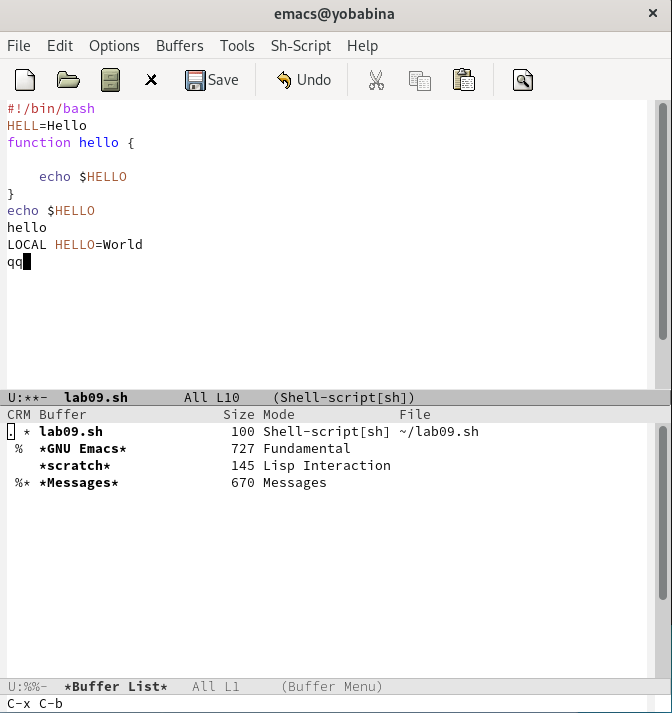 emacs@yobabina ×
File Edit Options Buffers Tools Sh-Script Help
Save Undo
#!/bin/bash
HELL=Hello
function hello {
    echo $HELLO
}
echo $HELLO
hello
LOCAL HELLO=World
qq
U:**-  lab09.sh       All L10    (Shell-script[sh])
CRM Buffer                 Size Mode             File
. * lab09.sh                100 Shell-script[sh] ~/lab09.sh
 %  *GNU Emacs*             727 Fundamental
    *scratch*               145 Lisp Interaction
 %* *Messages*              670 Messages
U:%%-  *Buffer List*   All L1     (Buffer Menu)
C-x C-b